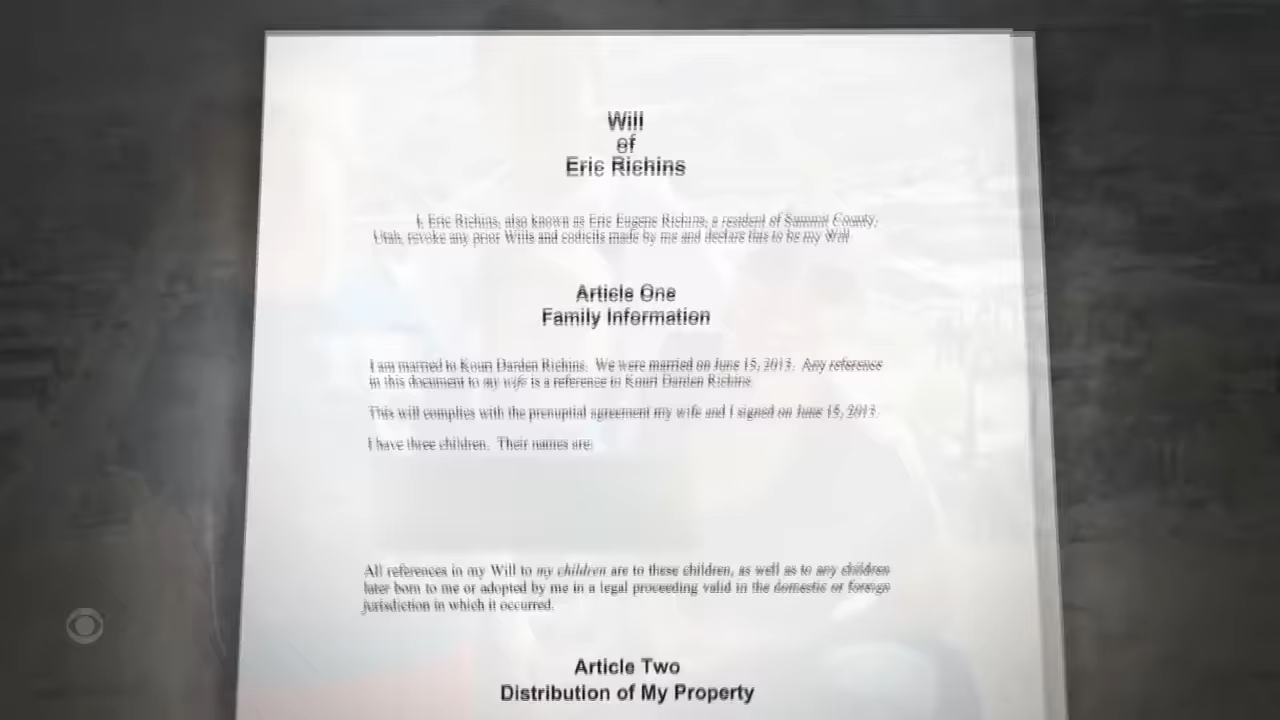 Will
of
Eric Richins
I, Eric Richins, also known as Eric Eugene Richins, a resident of Summit County,
Utah, revoke any prior Wills and codicils made by me and declare this to be my Will.
Article One
Family Information
I am married to Kouri Darden Richins. We were married on June 15, 2013. Any reference
in this document to my wife is a reference to Kouri Darden Richins.
This will complies with the prenuptial agreement my wife and I signed on June 15, 2013.
I have three children. Their names are:
All references in my Will to my children are to these children, as well as to any children
later born to me or adopted by me in a legal proceeding valid in the domestic or foreign
jurisdiction in which it occurred.
Article Two
Distribution of My Property